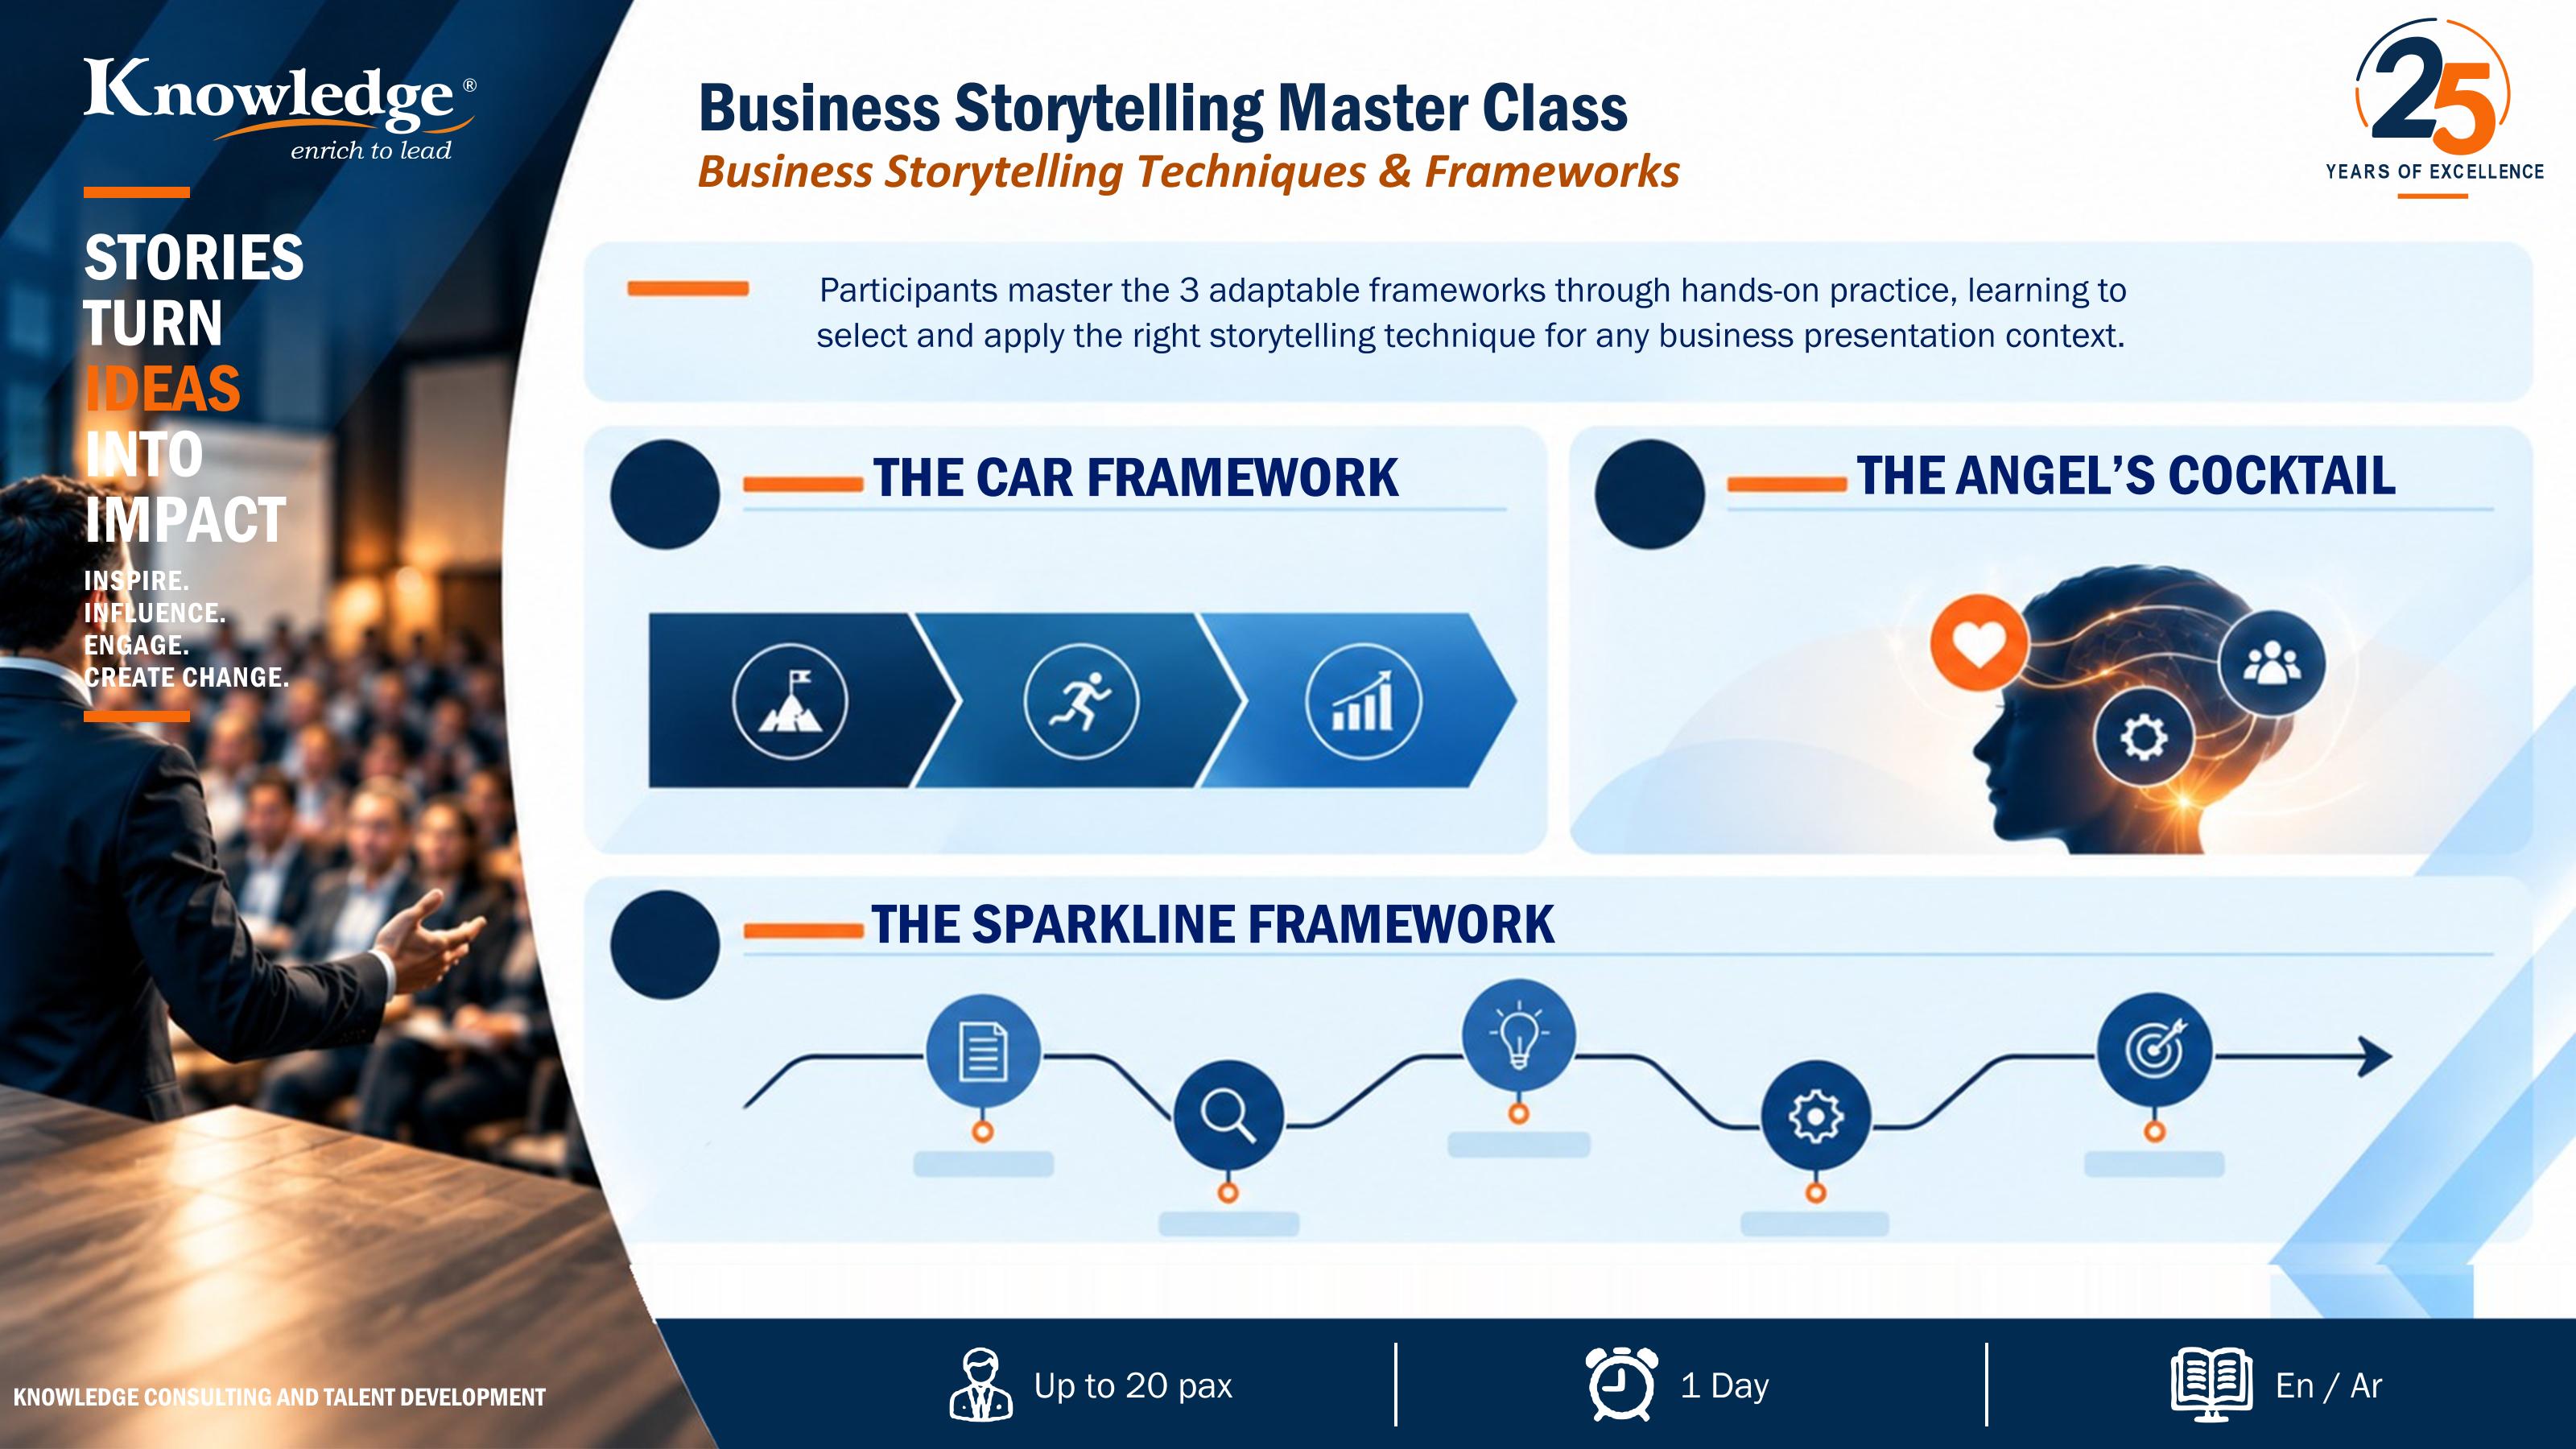 Knowledge®
enrich to lead
STORIES
TURN
IDEAS
INTO
IMPACT
INSPIRE.
INFLUENCE.
ENGAGE.
CREATE CHANGE.
KNOWLEDGE CONSULTING AND TALENT DEVELOPMENT
Business Storytelling Master Class
Business Storytelling Techniques & Frameworks
25
YEARS OF EXCELLENCE
Participants master the 3 adaptable frameworks through hands-on practice, learning to
select and apply the right storytelling technique for any business presentation context.
THE CAR FRAMEWORK
THE ANGEL’S COCKTAIL
THE SPARKLINE FRAMEWORK
Up to 20 pax
1 Day
En / Ar